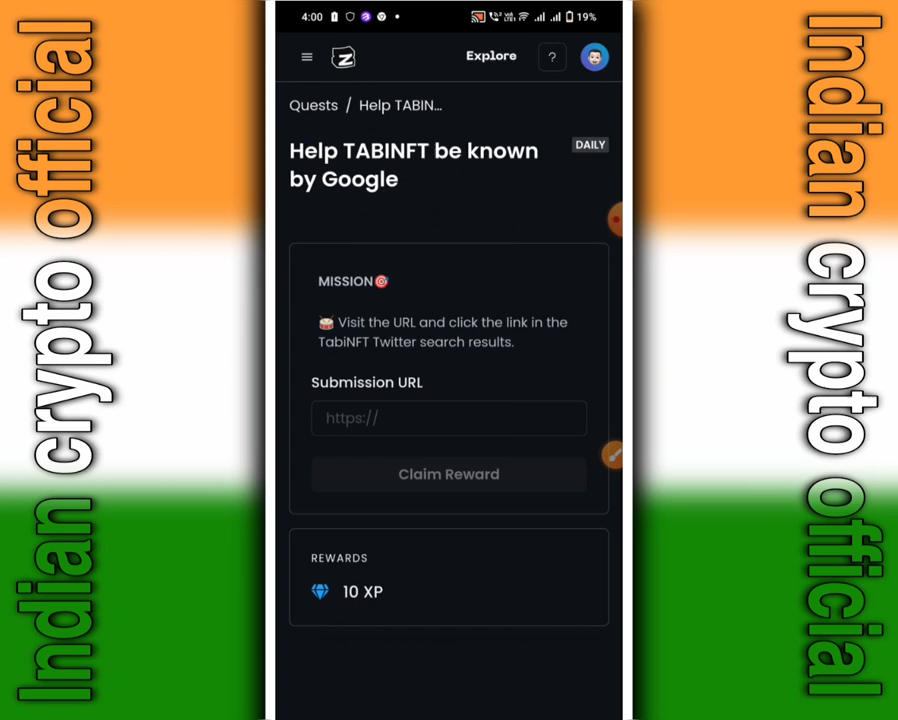 Indian crypto official
4:00
19%
Explore
?
Quests / Help TABIN...
Help TABINFT be known
by Google
DAILY
MISSION🎯
🥁 Visit the URL and click the link in the
TabiNFT Twitter search results.
Submission URL
https://
Claim Reward
REWARDS
10 XP
Indian crypto official